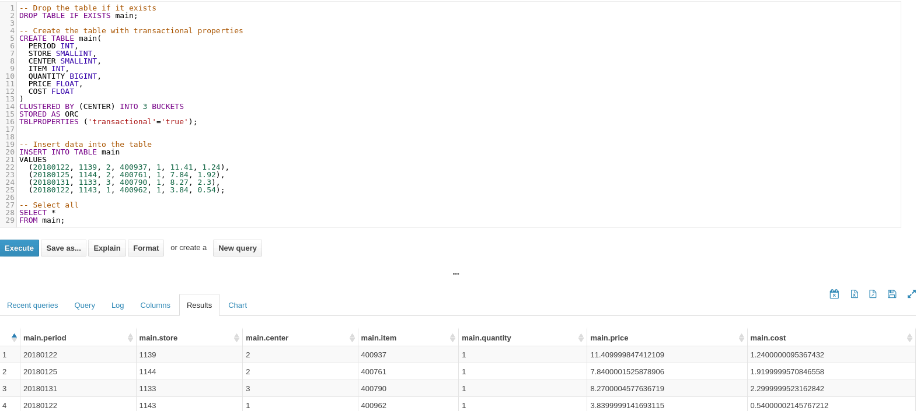 1 -- Drop the table if it exists
2 DROP TABLE IF EXISTS main;
3
4 -- Create the table with transactional properties
5 CREATE TABLE main(
6 PERIOD INT,
7 STORE SMALLINT,
8 CENTER SMALLINT,
9 ITEM INT,
10 QUANTITY BIGINT,
11 PRICE FLOAT,
12 COST FLOAT
13 )
14 CLUSTERED BY (CENTER) INTO 3 BUCKETS
15 STORED AS ORC
16 TBLPROPERTIES ('transactional'='true');
17
18
19 -- Insert data into the table
20 INSERT INTO TABLE main
21 VALUES
22 (20180122, 1139, 2, 400937, 1, 11.41, 1.24),
23 (20180125, 1144, 2, 400761, 1, 7.84, 1.92),
24 (20180131, 1133, 3, 400790, 1, 8.27, 2.3),
25 (20180122, 1143, 1, 400962, 1, 3.84, 0.54);
26
27 -- Select all
28 SELECT *
29 FROM main;
Execute Save as... Explain Format or create a New query
Recent queries Query Log Columns Results Chart
main.period main.store main.center main.item main.quantity main.price main.cost
1 20180122 1139 2 400937 1 11.409999847412109 1.2400000095367432
2 20180125 1144 2 400761 1 7.8400001525878906 1.9199999570846558
3 20180131 1133 3 400790 1 8.2700004577636719 2.2999999523162842
4 20180122 1143 1 400962 1 3.8399999141693115 0.54000002145767212